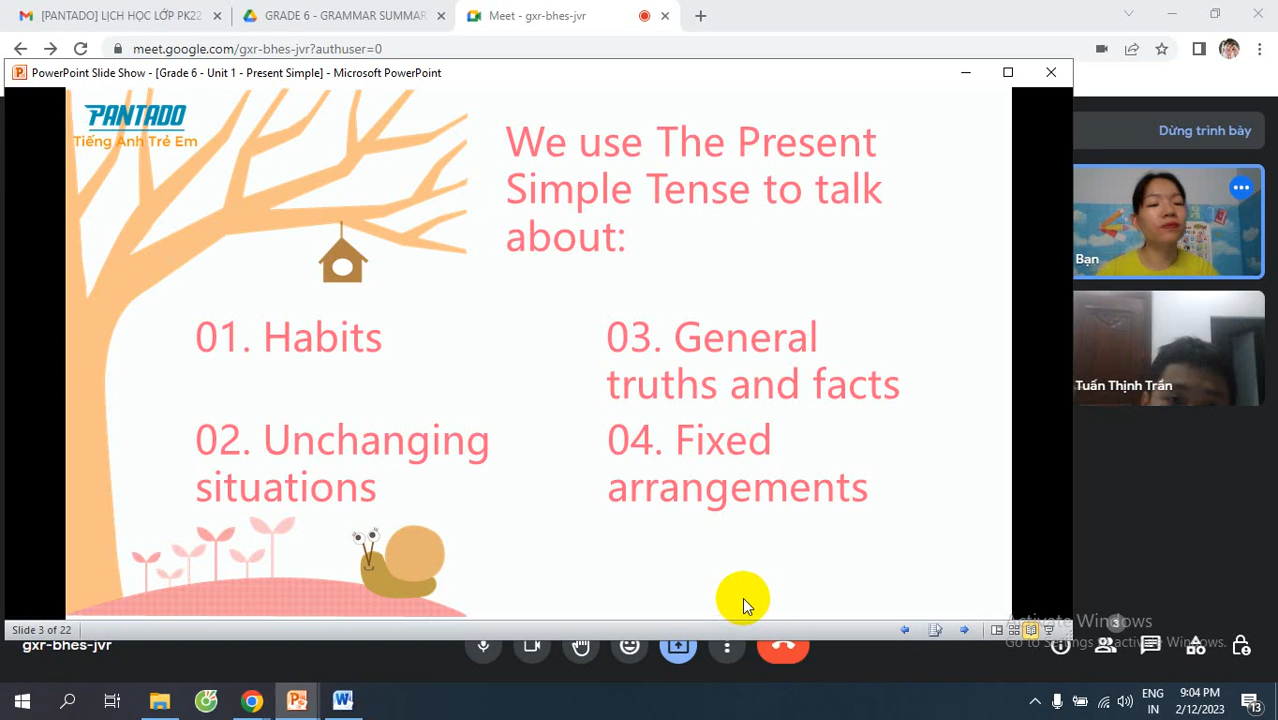 [PANTADO] LỊCH HỌC LỚP PK22
GRADE 6 - GRAMMAR SUMMAR
Meet - gxr-bhes-jvr
meet.google.com/gxr-bhes-jvr?authuser=0
PowerPoint Slide Show - [Grade 6 - Unit 1 - Present Simple] - Microsoft PowerPoint
PANTADO
Tiếng Anh Trẻ Em
We use The Present
Simple Tense to talk
about:
01. Habits
02. Unchanging
situations
03. General
truths and facts
04. Fixed
arrangements
Dừng trình bày
Bạn
Tuấn Thịnh Trần
Slide 3 of 22
Activate Windows
Go to Settings to activate Windows.
3
gxr-bhes-jvr
ENG
IN
9:04 PM
2/12/2023
13